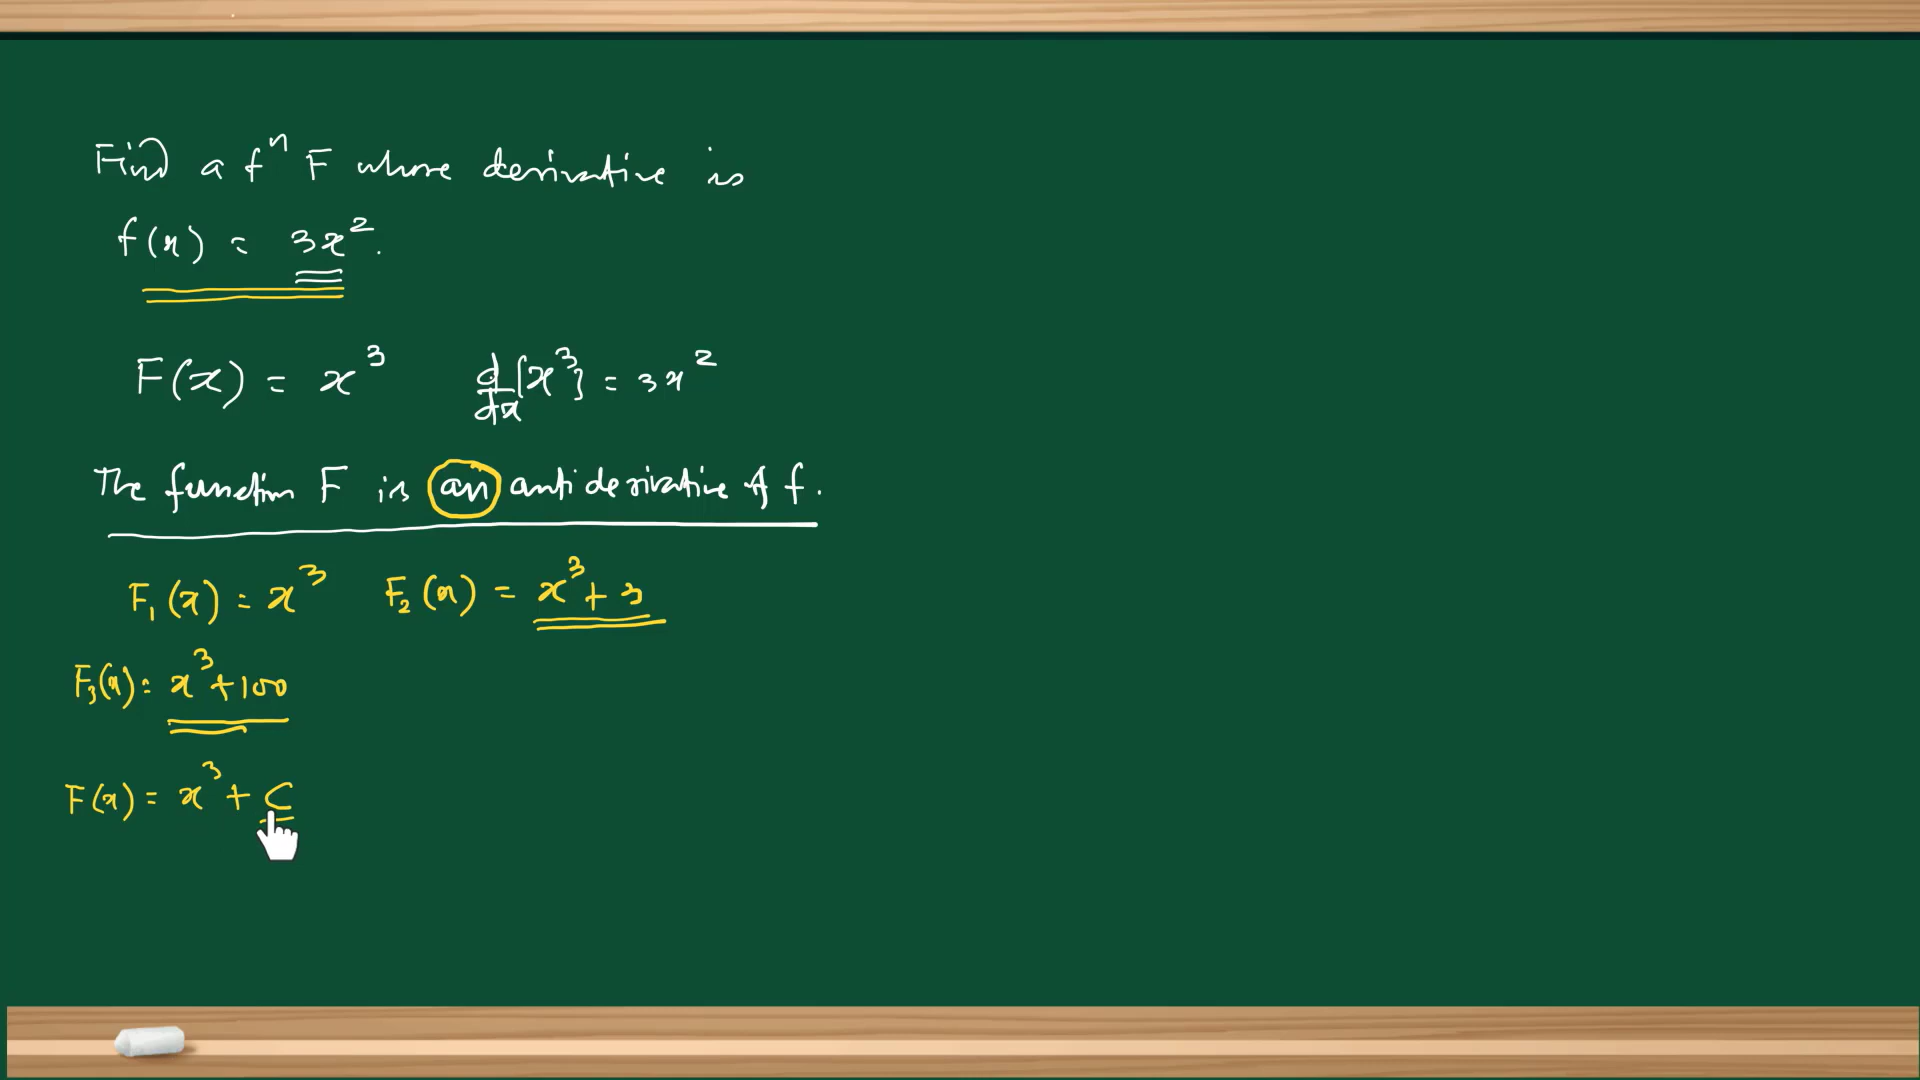 Find a fⁿ F whose derivative is
f(x) = 3x².
F(x) = x³   d/dx [x³] = 3x²
The function F is an antiderivative of f.
F₁(x) = x³   F₂(x) = x³ + 3
F₃(x) = x³ + 100
F(x) = x³ + C